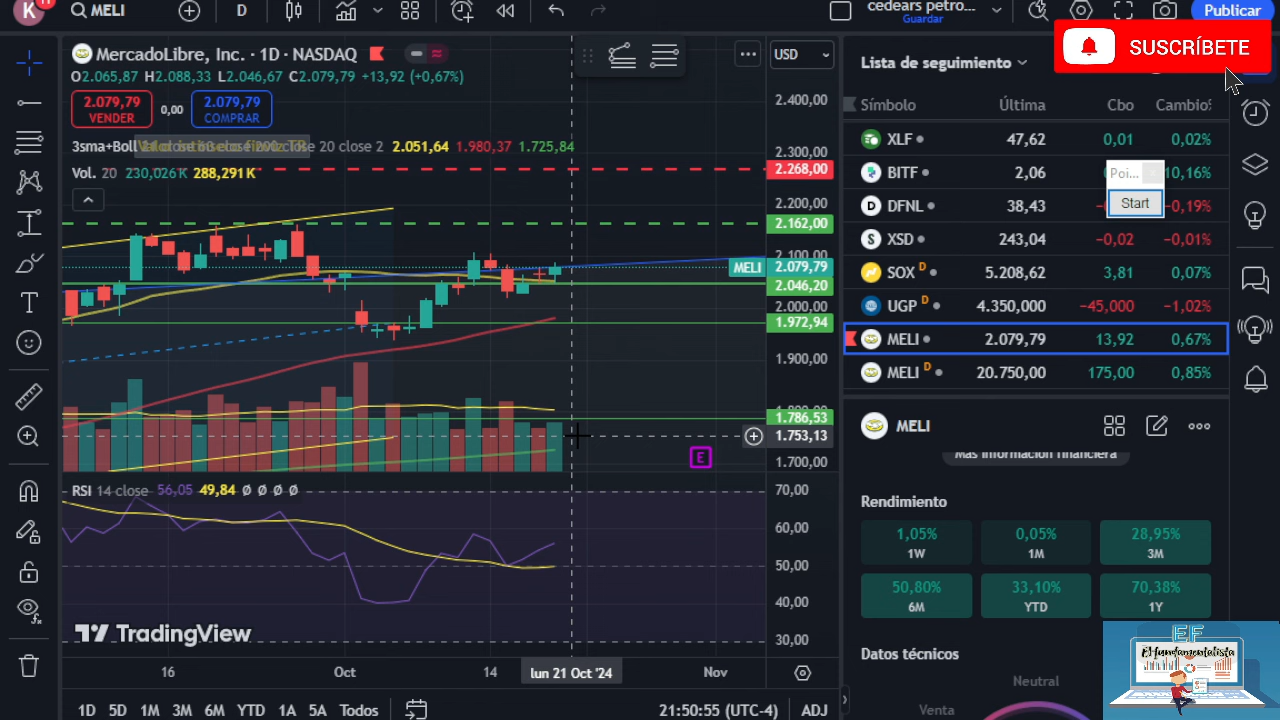 K
11
MELI
D
cedears petro...
Guardar
Publicar
SUSCRÍBETE
MercadoLibre, Inc. · 1D · NASDAQ
USD
O2.065,87 H2.088,33 L2.046,67 C2.079,79 +13,92 (+0,67%)
2.079,79
VENDER
0,00
2.079,79
COMPRAR
3sma+Boll
20 close 2 2.051,64 1.980,37 1.725,84
Vol. 20 230,026K 288,291K
2.400,00
2.300,00
2.268,00
2.200,00
2.162,00
2.100,00
MELI 2.079,79
2.046,20
2.000,00
1.972,94
1.900,00
1.800,00
1.786,53
1.753,13
1.700,00
E
RSI 14 close 56,05 49,84 Ø Ø Ø Ø
70,00
60,00
50,00
40,00
30,00
TradingView
16
Oct
14
lun 21 Oct '24
Nov
1D 5D 1M 3M 6M YTD 1A 5A Todos
21:50:55 (UTC-4)
ADJ
Lista de seguimiento
Símbolo Última Cbo Cambio%
XLF 47,62 0,01 0,02%
BITF 2,06 10,16%
Poi...
Start
DFNL 38,43 −0,19%
XSD 243,04 −0,02 −0,01%
SOX D 5.208,62 3,81 0,07%
UGP D 4.350,000 −45,000 −1,02%
MELI 2.079,79 13,92 0,67%
MELI D 20.750,00 175,00 0,85%
MELI
Más información financiera
Rendimiento
1,05%
1W
0,05%
1M
28,95%
3M
50,80%
6M
33,10%
YTD
70,38%
1Y
Datos técnicos
Neutral
Venta
EF
El fundamentalista